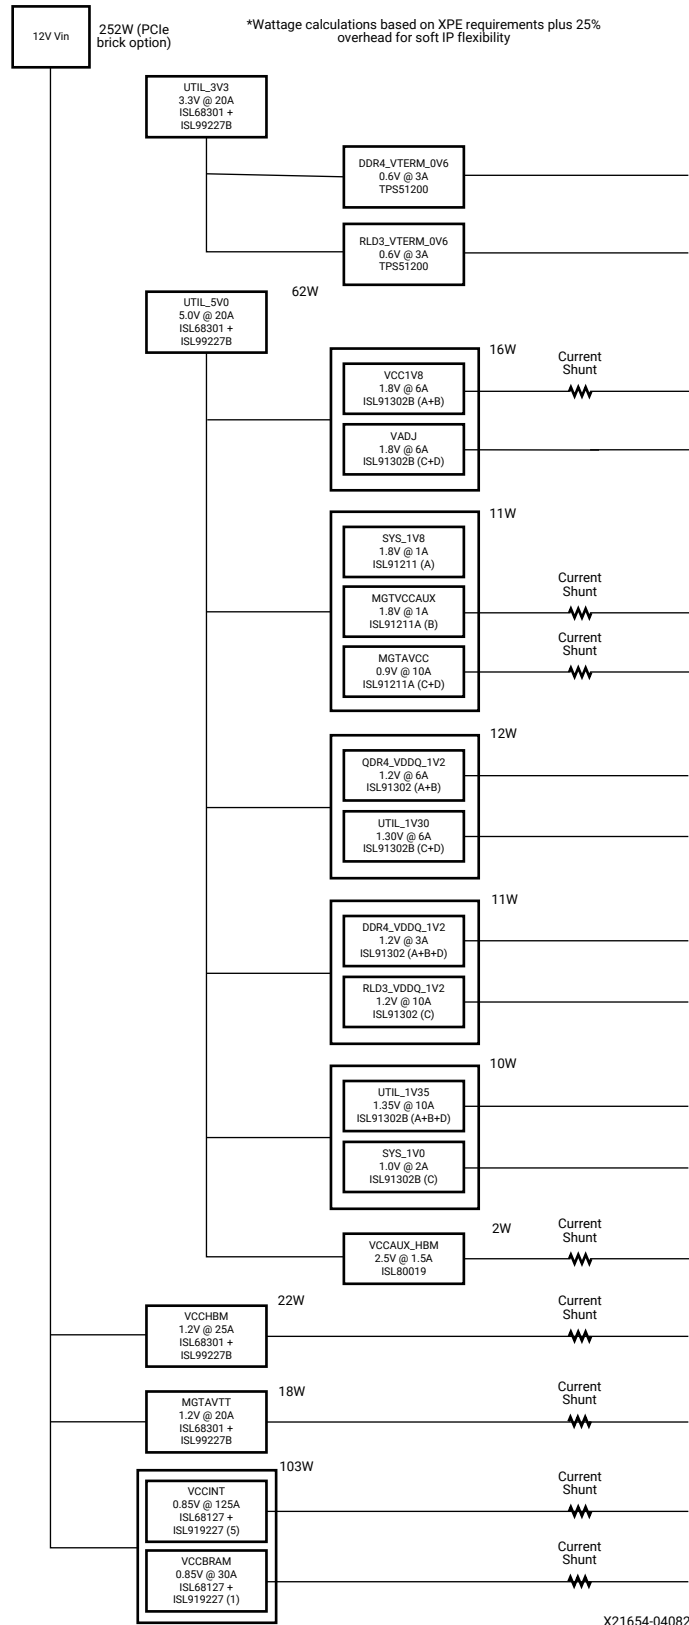 12V Vin
252W (PCIe
brick option)
*Wattage calculations based on XPE requirements plus 25%
overhead for soft IP flexibility
UTIL_3V3
3.3V @ 20A
ISL68301 +
ISL99227B
DDR4_VTERM_0V6
0.6V @ 3A
TPS51200
RLD3_VTERM_0V6
0.6V @ 3A
TPS51200
62W
UTIL_5V0
5.0V @ 20A
ISL68301 +
ISL99227B
16W
VCC1V8
1.8V @ 6A
ISL91302B (A+B)
Current
Shunt
VADJ
1.8V @ 6A
ISL91302B (C+D)
11W
SYS_1V8
1.8V @ 1A
ISL91211 (A)
MGTVCCAUX
1.8V @ 1A
ISL91211A (B)
Current
Shunt
MGTAVCC
0.9V @ 10A
ISL91211A (C+D)
Current
Shunt
12W
QDR4_VDDQ_1V2
1.2V @ 6A
ISL91302 (A+B)
UTIL_1V30
1.30V @ 6A
ISL91302B (C+D)
11W
DDR4_VDDQ_1V2
1.2V @ 3A
ISL91302 (A+B+D)
RLD3_VDDQ_1V2
1.2V @ 10A
ISL91302 (C)
10W
UTIL_1V35
1.35V @ 10A
ISL91302B (A+B+D)
SYS_1V0
1.0V @ 2A
ISL91302B (C)
2W
VCCAUX_HBM
2.5V @ 1.5A
ISL80019
Current
Shunt
22W
VCCHBM
1.2V @ 25A
ISL68301 +
ISL99227B
Current
Shunt
18W
MGTAVTT
1.2V @ 20A
ISL68301 +
ISL99227B
Current
Shunt
103W
VCCINT
0.85V @ 125A
ISL68127 +
ISL919227 (5)
Current
Shunt
VCCBRAM
0.85V @ 30A
ISL68127 +
ISL919227 (1)
Current
Shunt
X21654-04082